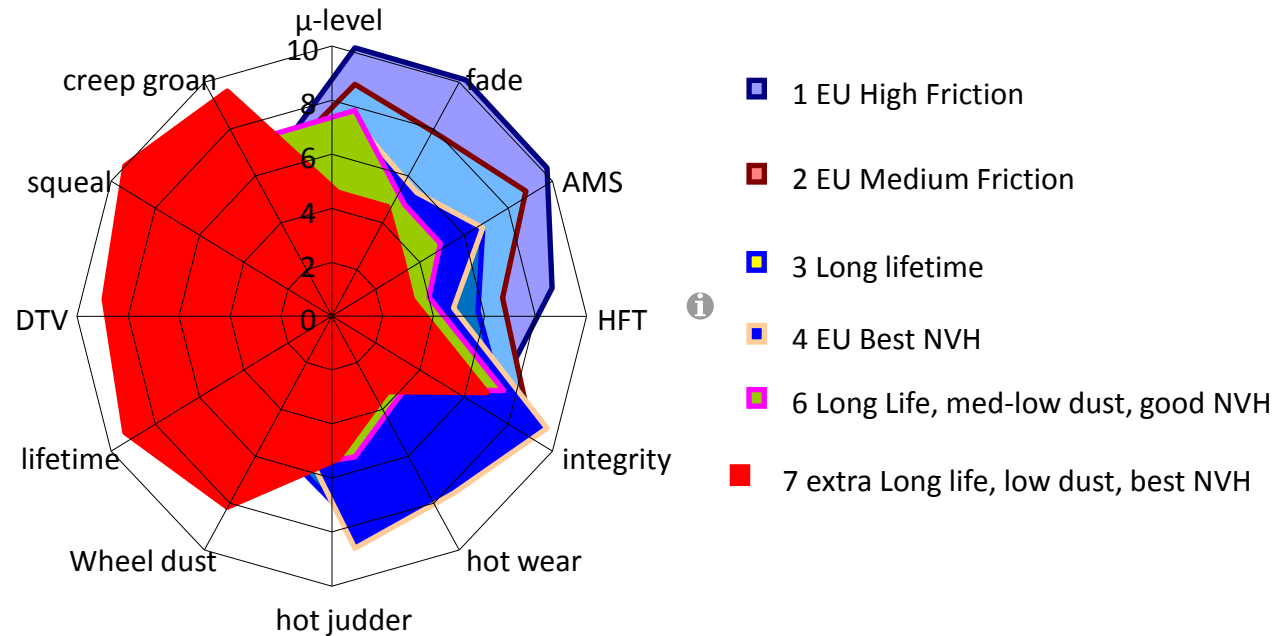 μ-level
10
creep groan
fade
8
6
squeal
AMS
4
2
DTV
0
HFT
lifetime
integrity
Wheel dust
hot wear
hot judder
1 EU High Friction
2 EU Medium Friction
3 Long lifetime
i
4 EU Best NVH
6 Long Life, med-low dust, good NVH
7 extra Long life, low dust, best NVH